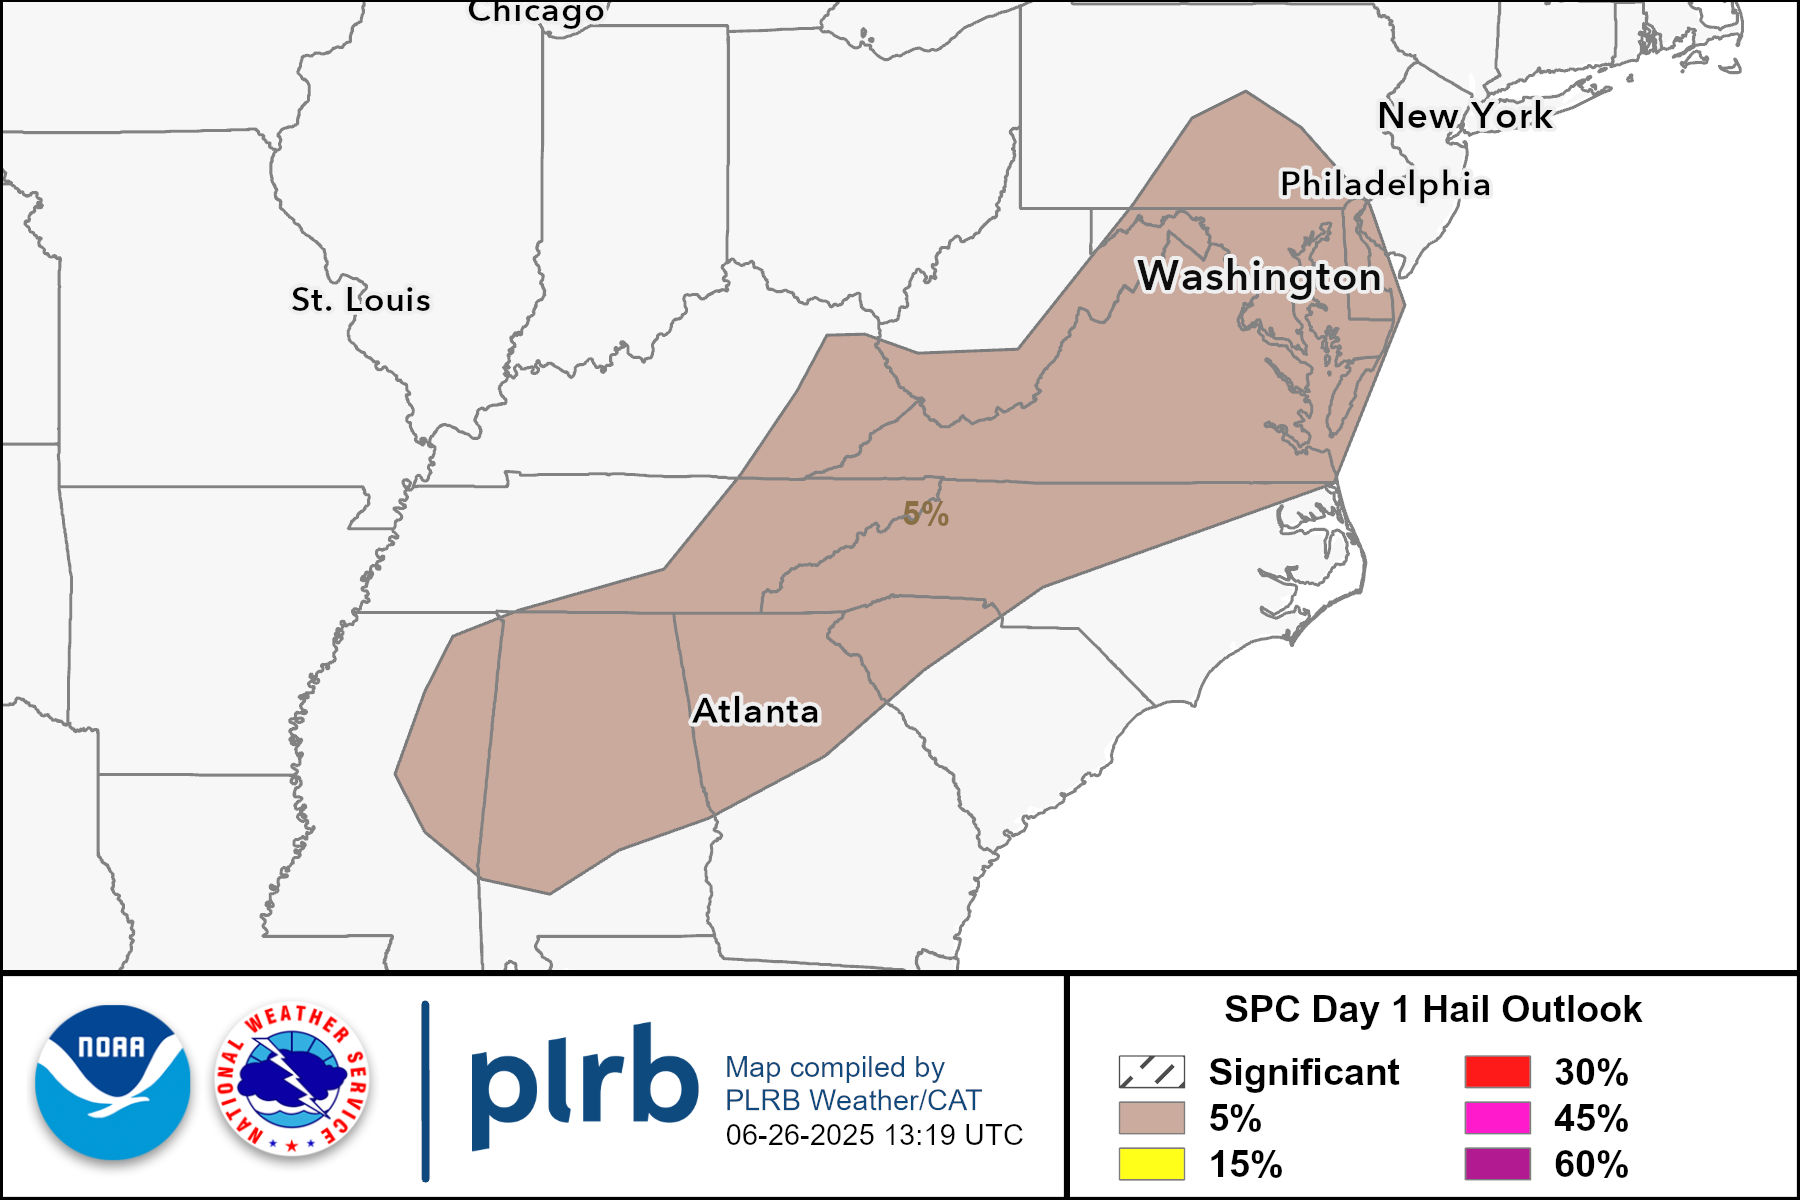 Chicago
New York
Philadelphia
Washington
St. Louis
5%
Atlanta
NOAA
NATIONAL WEATHER SERVICE
plrb
Map compiled by
PLRB Weather/CAT
06-26-2025 13:19 UTC
SPC Day 1 Hail Outlook
Significant
5%
15%
30%
45%
60%